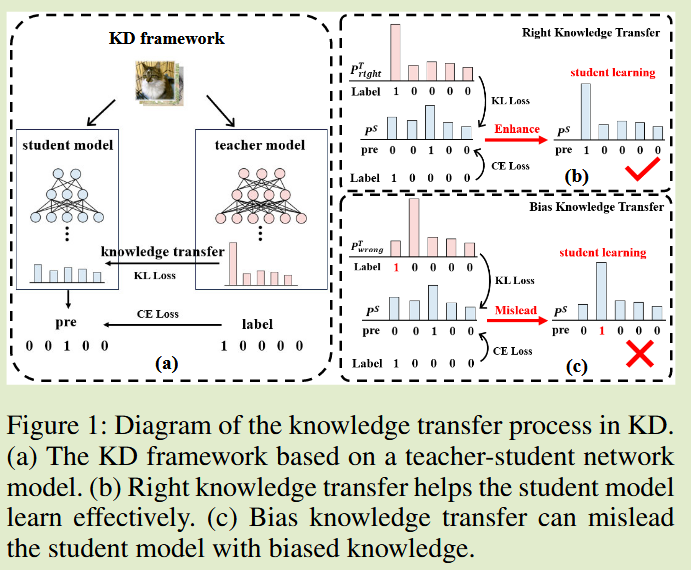 KD framework
student model
teacher model
knowledge transfer
KL Loss
pre
CE Loss
label
0 0 1 0 0
1 0 0 0 0
(a)
Right Knowledge Transfer
P^T_right
Label 1 0 0 0 0
KL Loss
student learning
P^S
Enhance
P^S
pre 0 0 1 0 0
pre 1 0 0 0 0
CE Loss
Label 1 0 0 0 0
(b)
Bias Knowledge Transfer
P^T_wrong
Label 1 0 0 0 0
student learning
KL Loss
P^S
Mislead
P^S
pre 0 0 1 0 0
pre 0 1 0 0 0
CE Loss
Label 1 0 0 0 0
(c)
Figure 1: Diagram of the knowledge transfer process in KD.
(a) The KD framework based on a teacher-student network
model. (b) Right knowledge transfer helps the student model
learn effectively. (c) Bias knowledge transfer can mislead
the student model with biased knowledge.